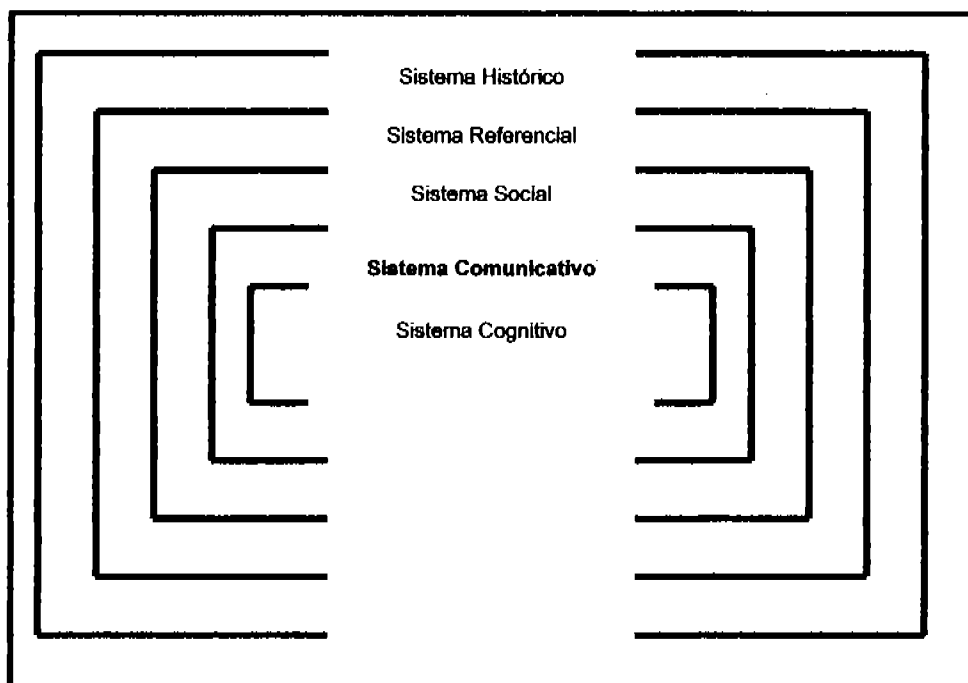 Sistema Histórico
Sistema Referencial
Sistema Social
Sistema Comunicativo
Sistema Cognitivo